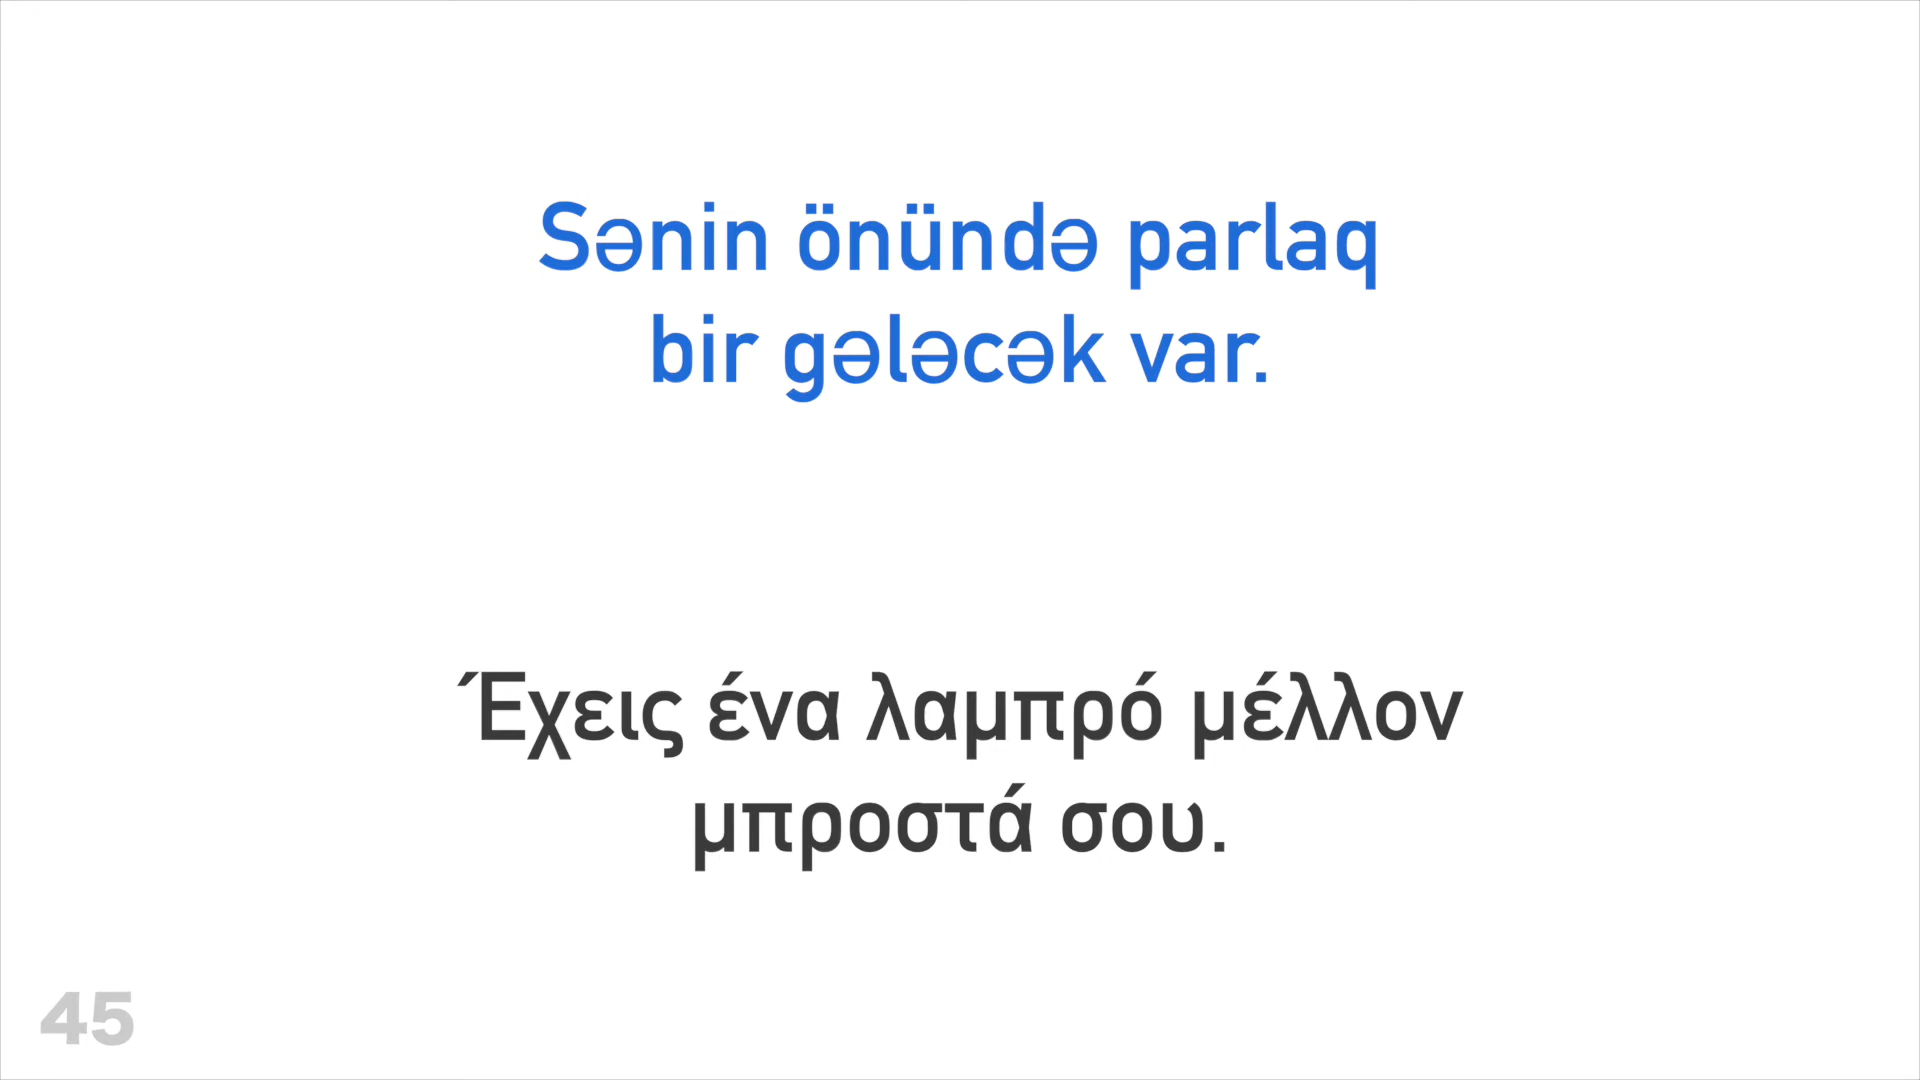 Sənin önündə parlaq
bir gələcək var.
Έχεις ένα λαμπρό μέλλον
μπροστά σου.
45